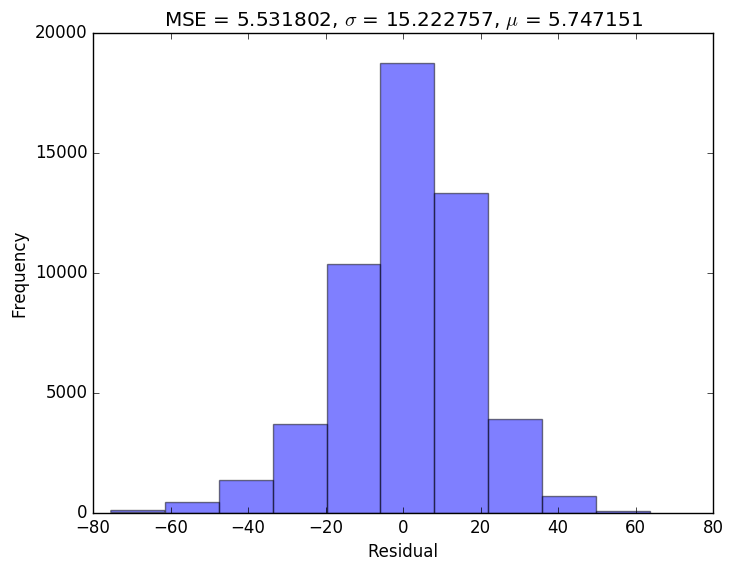 MSE = 5.531802, σ = 15.222757, μ = 5.747151
20000
15000
10000
5000
0
Frequency
−80 −60 −40 −20 0 20 40 60 80
Residual